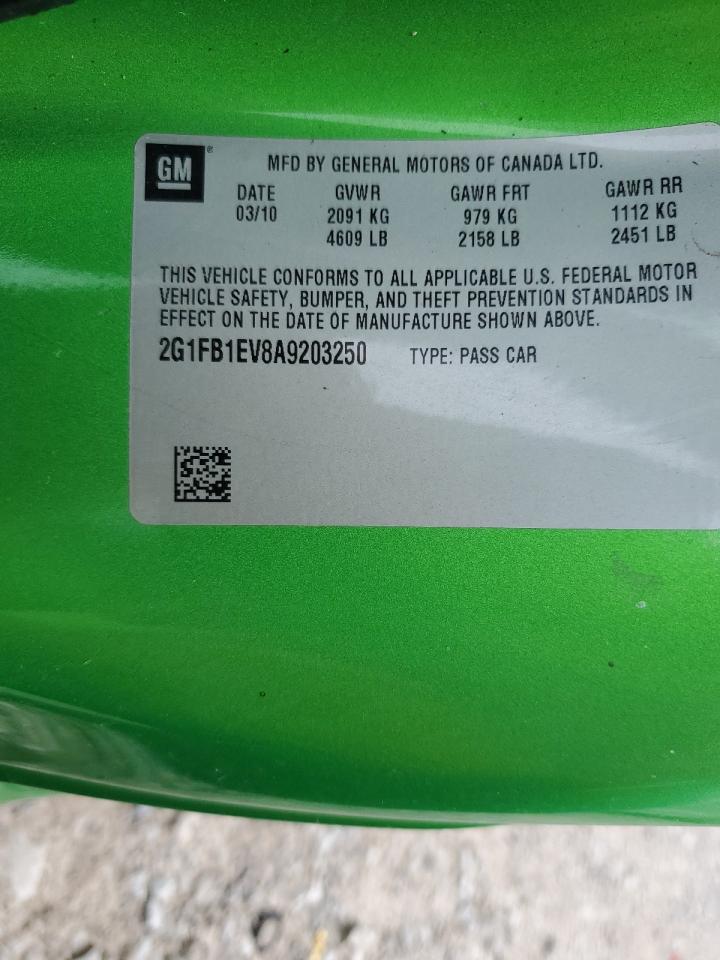 GM®
MFD BY GENERAL MOTORS OF CANADA LTD.
DATE GVWR GAWR FRT GAWR RR
03/10 2091 KG 979 KG 1112 KG
4609 LB 2158 LB 2451 LB
THIS VEHICLE CONFORMS TO ALL APPLICABLE U.S. FEDERAL MOTOR
VEHICLE SAFETY, BUMPER, AND THEFT PREVENTION STANDARDS IN
EFFECT ON THE DATE OF MANUFACTURE SHOWN ABOVE.
2G1FB1EV8A9203250 TYPE: PASS CAR